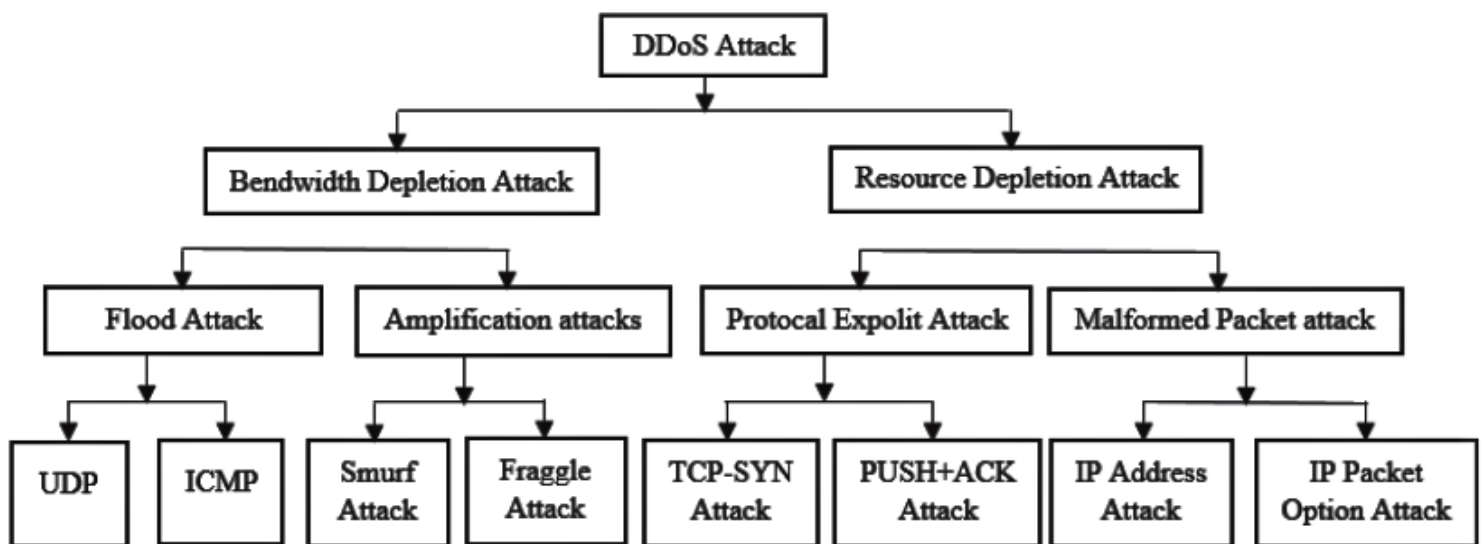 DDoS Attack
Bendwidth Depletion Attack
Resource Depletion Attack
Flood Attack
Amplification attacks
Protocal Expolit Attack
Malformed Packet attack
UDP
ICMP
Smurf
Attack
Fraggle
Attack
TCP-SYN
Attack
PUSH+ACK
Attack
IP Address
Attack
IP Packet
Option Attack